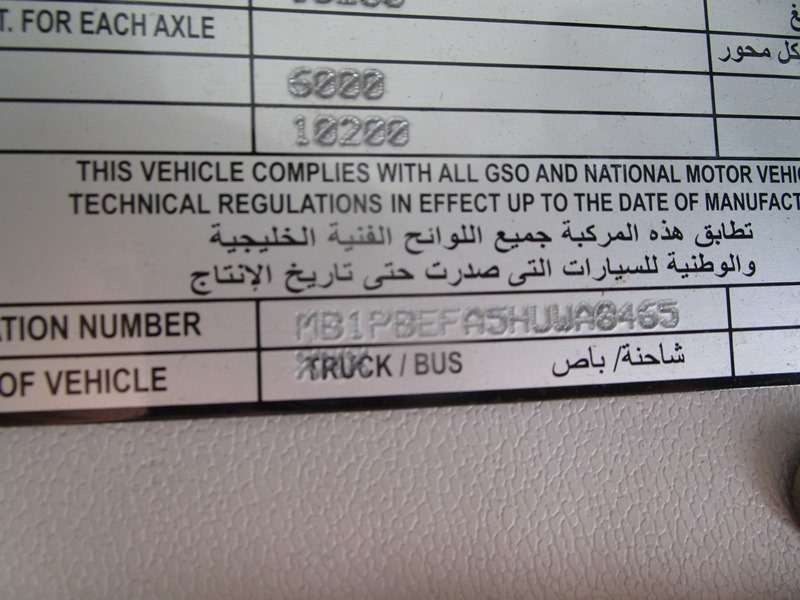 T. FOR EACH AXLE
كل محور
6000
10200
THIS VEHICLE COMPLIES WITH ALL GSO AND NATIONAL MOTOR VEHIC
TECHNICAL REGULATIONS IN EFFECT UP TO THE DATE OF MANUFACT
تطابق هذه المركبة جميع اللوائح الفنية الخليجية
والوطنية للسيارات التى صدرت حتى تاريخ الإنتاج
ATION NUMBER MB1PBEFA5HUWA8465
OF VEHICLE TRUCK / BUS شاحنة/ باص